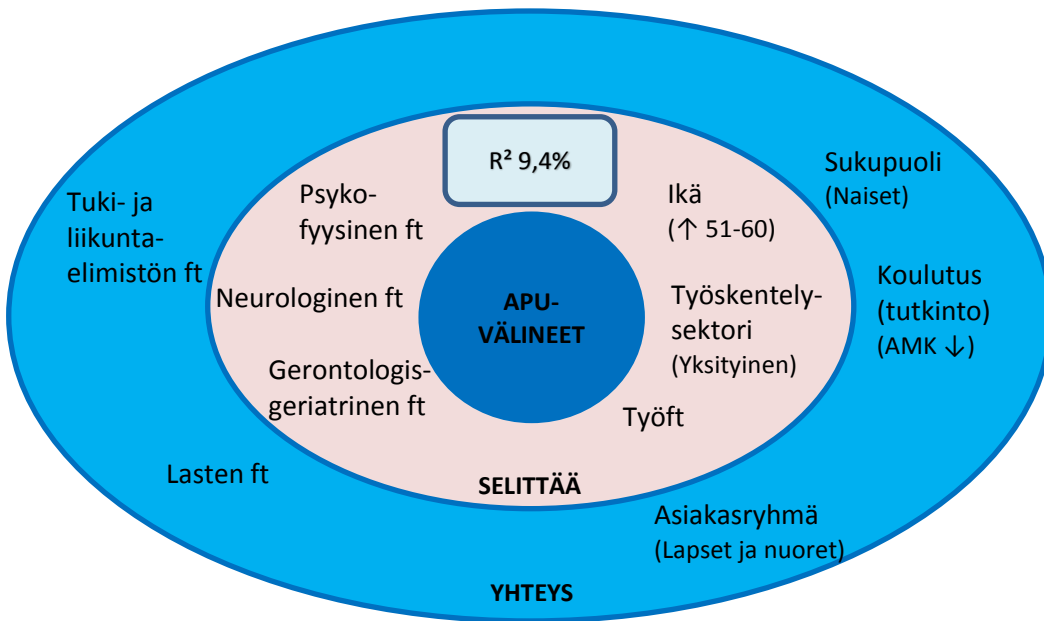 R² 9,4%
Sukupuoli
(Naiset)
Tuki- ja
liikunta-
elimistön ft
Psyko-
fyysinen ft
Ikä
(↑ 51-60)
Neurologinen ft
APU-
VÄLINEET
Työskentely-
sektori
(Yksityinen)
Koulutus
(tutkinto)
(AMK ↓)
Gerontologis-
geriatrinen ft
Työft
Lasten ft
SELITTÄÄ
Asiakasryhmä
(Lapset ja nuoret)
YHTEYS